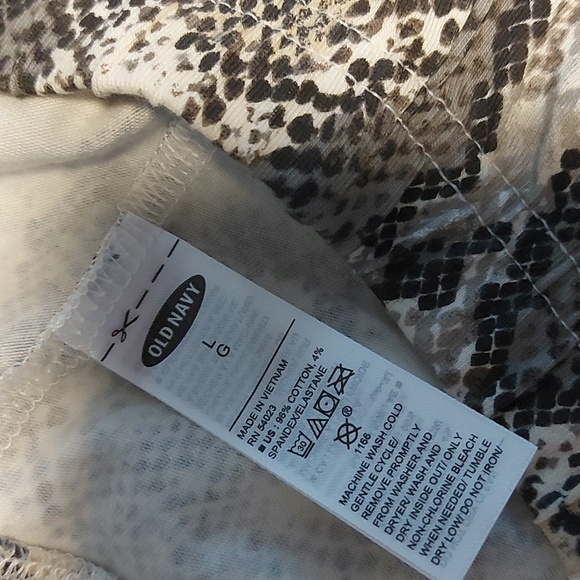 OLD NAVY
L
G
MADE IN VIETNAM
RN 54023
■ US : 96% COTTON, 4%
SPANDEX/ELASTANE
30
®
1166
MACHINE WASH COLD
GENTLE CYCLE/
REMOVE PROMPTLY
FROM WASHER AND
DRYER/ WASH AND
DRY INSIDE OUT/ ONLY
NON-CHLORINE BLEACH
WHEN NEEDED/ TUMBLE
DRY LOW/ DO NOT IRON/